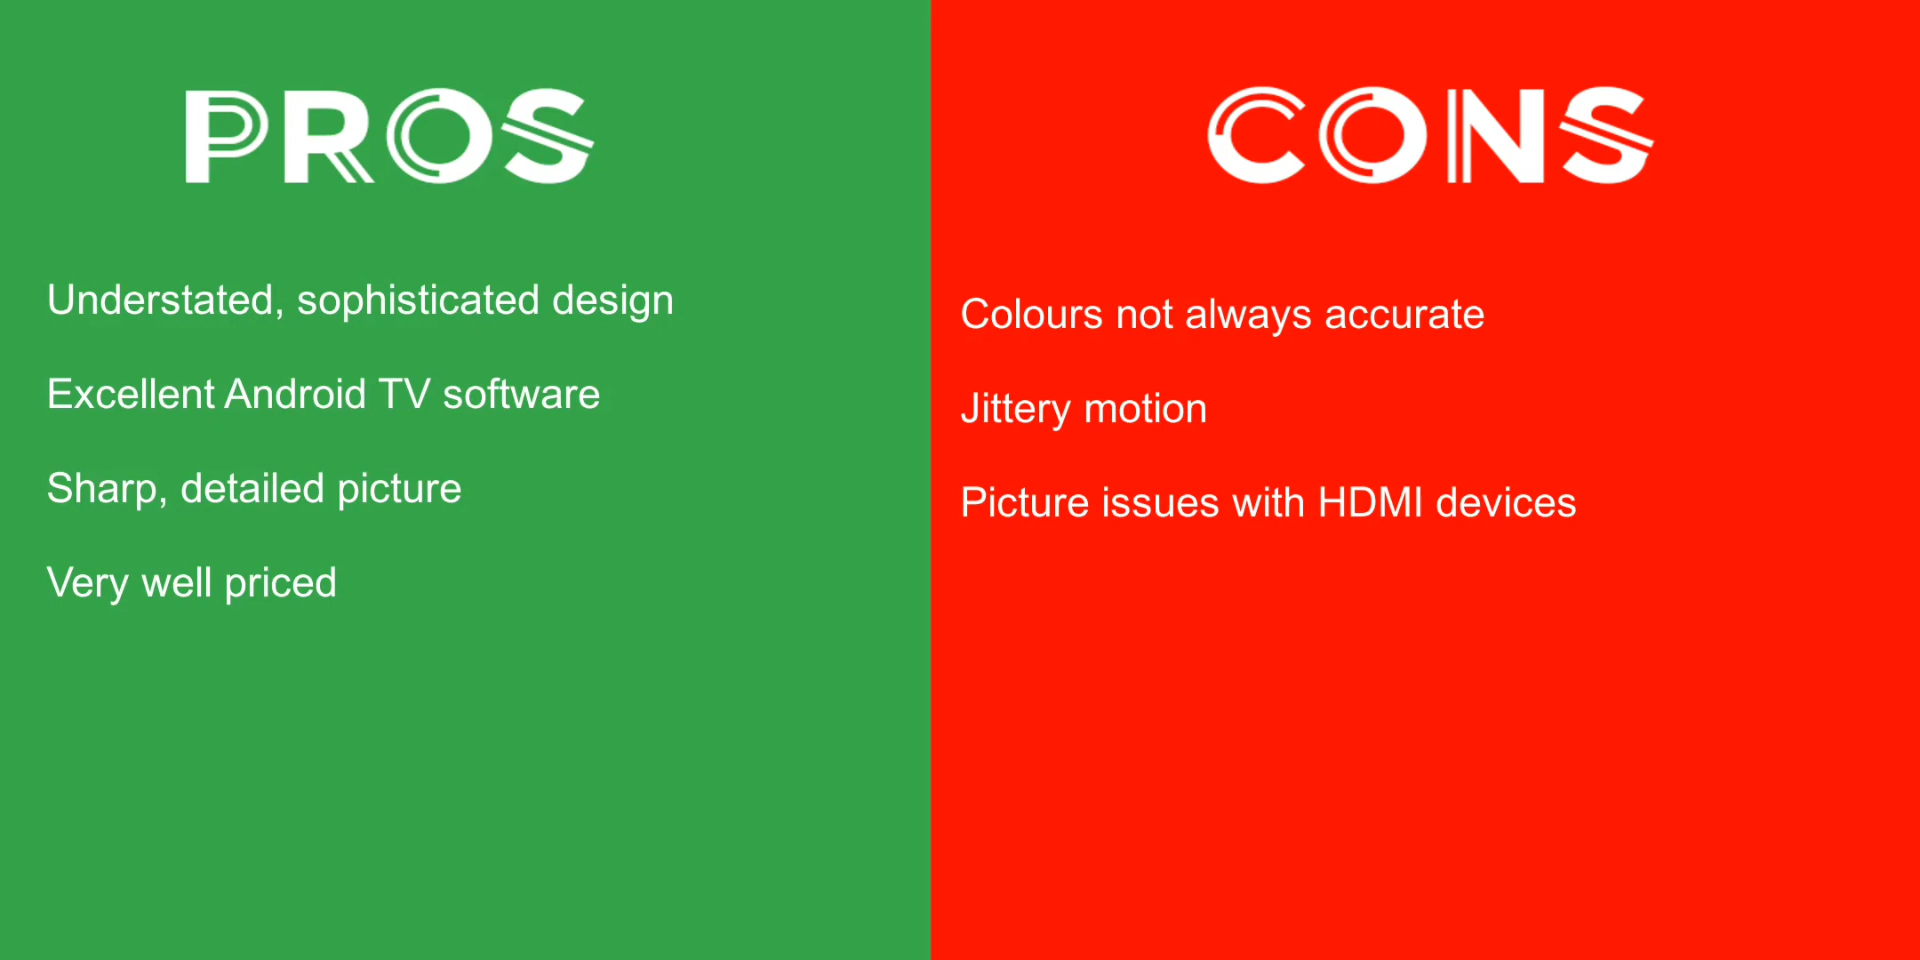 PROS
Understated, sophisticated design
Excellent Android TV software
Sharp, detailed picture
Very well priced
CONS
Colours not always accurate
Jittery motion
Picture issues with HDMI devices